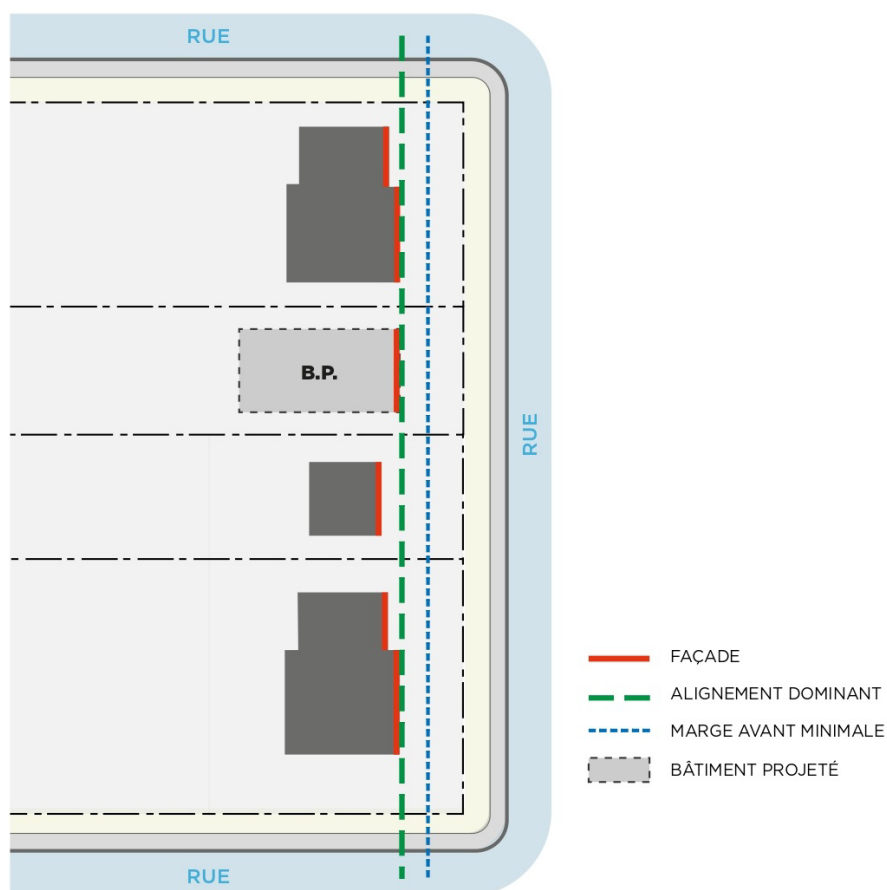 RUE
B.P.
RUE
FAÇADE
ALIGNEMENT DOMINANT
MARGE AVANT MINIMALE
BÂTIMENT PROJETÉ
RUE